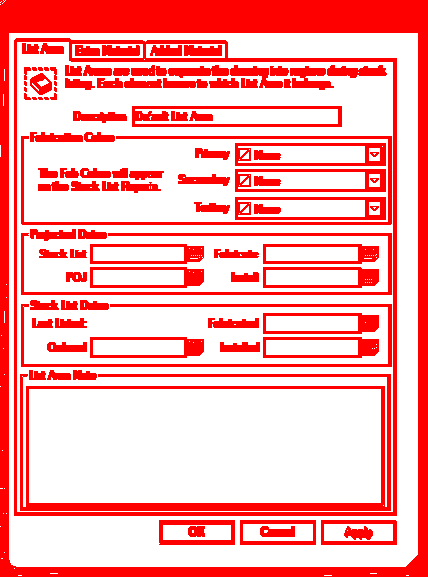 List Area
Extra Material
Added Material
List Areas are used to separate the drawing into regions during stock
listing. Each element knows to which List Area it belongs.
Description
Default List Area
Fabrication Colors
The Fab Colors will appear
on the Stock List Reports.
Primary
None
Secondary
None
Tertiary
None
Projected Dates
Stock List
Fabricate
POJ
Install
Stock List Dates
Last Listed:
Fabricated
Ordered
Installed
List Area Note
OK
Cancel
Apply